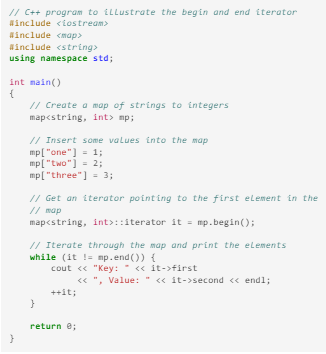 // C++ program to illustrate the begin and end iterator
#include <iostream>
#include <map>
#include <string>
using namespace std;
int main()
{
    // Create a map of strings to integers
    map<string, int> mp;
    // Insert some values into the map
    mp["one"] = 1;
    mp["two"] = 2;
    mp["three"] = 3;
    // Get an iterator pointing to the first element in the
    // map
    map<string, int>::iterator it = mp.begin();
    // Iterate through the map and print the elements
    while (it != mp.end()) {
        cout << "Key: " << it->first
             << ", Value: " << it->second << endl;
        ++it;
    }
    return 0;
}